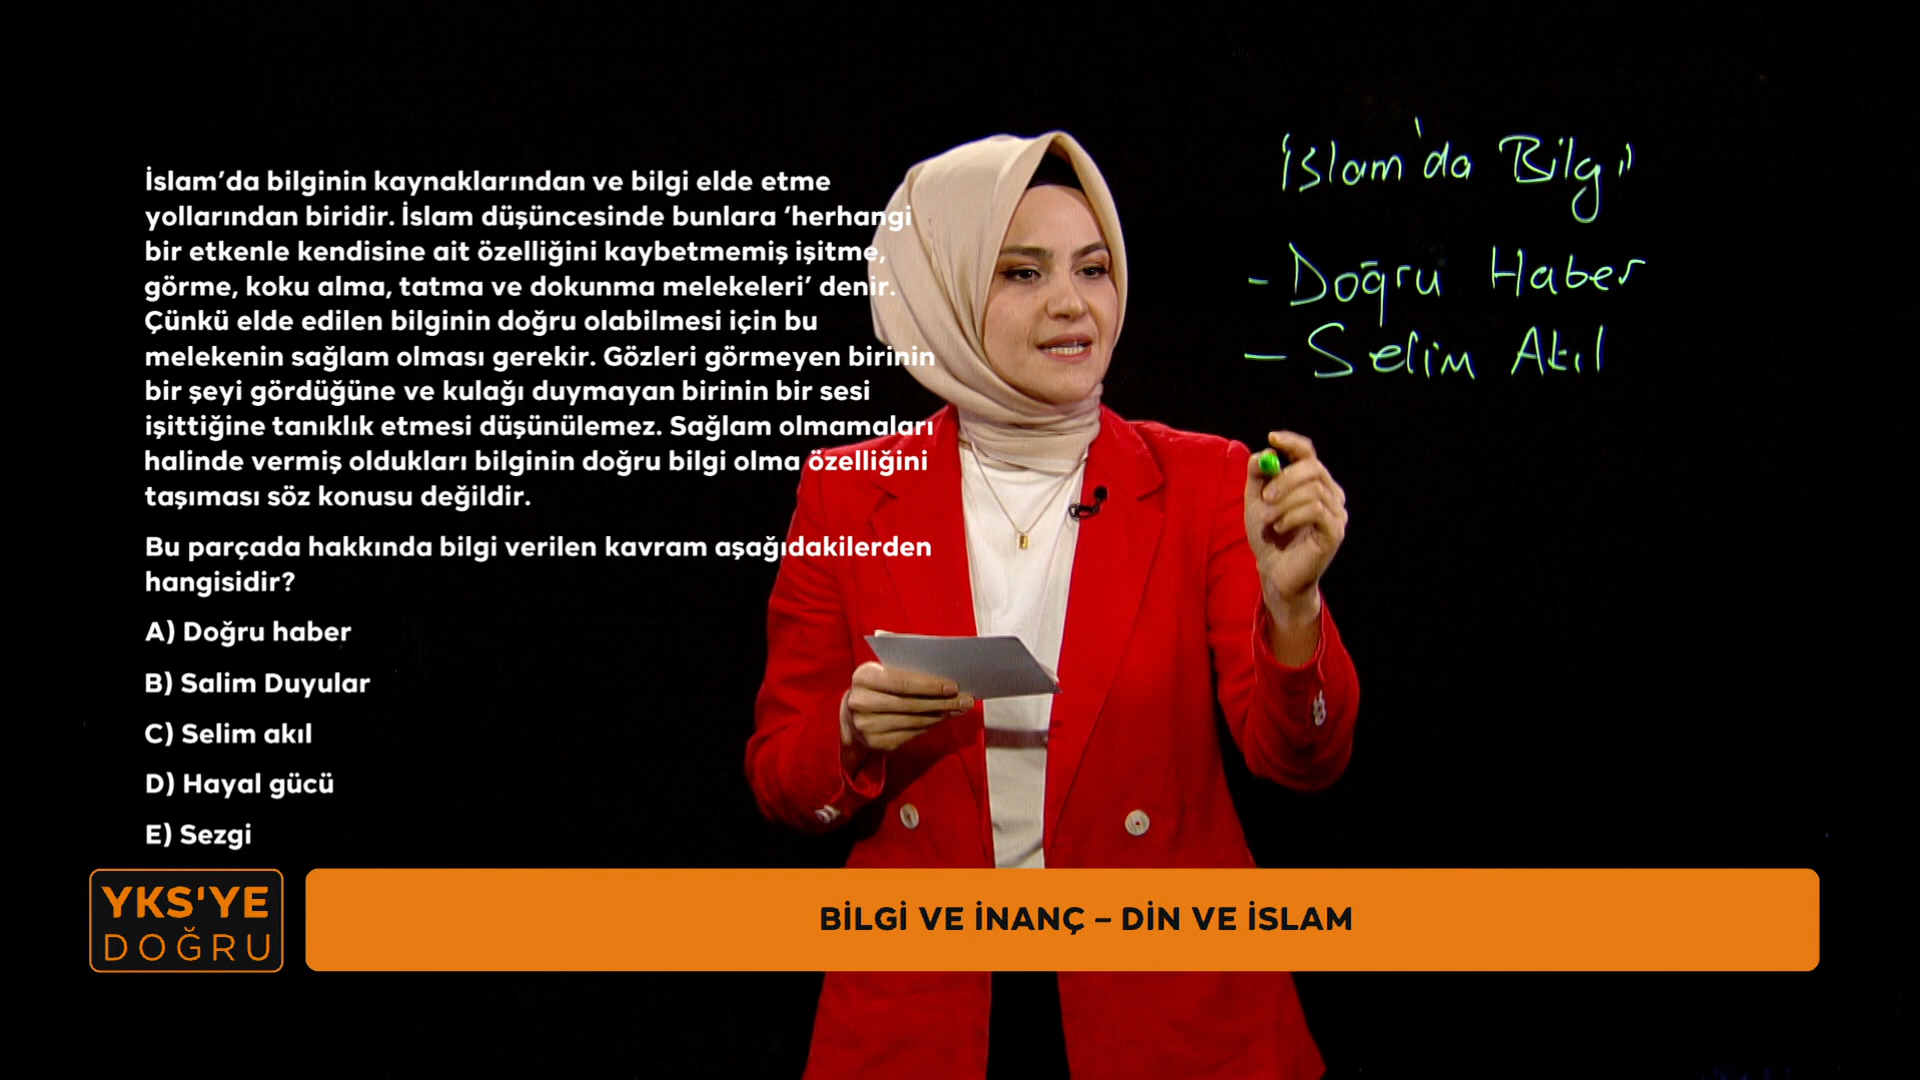 İslam’da bilginin kaynaklarından ve bilgi elde etme
yollarından biridir. İslam düşüncesinde bunlara ‘herhangi
bir etkenle kendisine ait özelliğini kaybetmemiş işitme,
görme, koku alma, tatma ve dokunma melekeleri’ denir.
Çünkü elde edilen bilginin doğru olabilmesi için bu
melekenin sağlam olması gerekir. Gözleri görmeyen birinin
bir şeyi gördüğüne ve kulağı duymayan birinin bir sesi
işittiğine tanıklık etmesi düşünülemez. Sağlam olmamaları
halinde vermiş oldukları bilginin doğru bilgi olma özelliğini
taşıması söz konusu değildir.
Bu parçada hakkında bilgi verilen kavram aşağıdakilerden
hangisidir?
A) Doğru haber
B) Salim Duyular
C) Selim akıl
D) Hayal gücü
E) Sezgi
İslam'da Bilgi
- Doğru Haber
- Selim Akıl
YKS'YE
DOĞRU
BİLGİ VE İNANÇ – DİN VE İSLAM